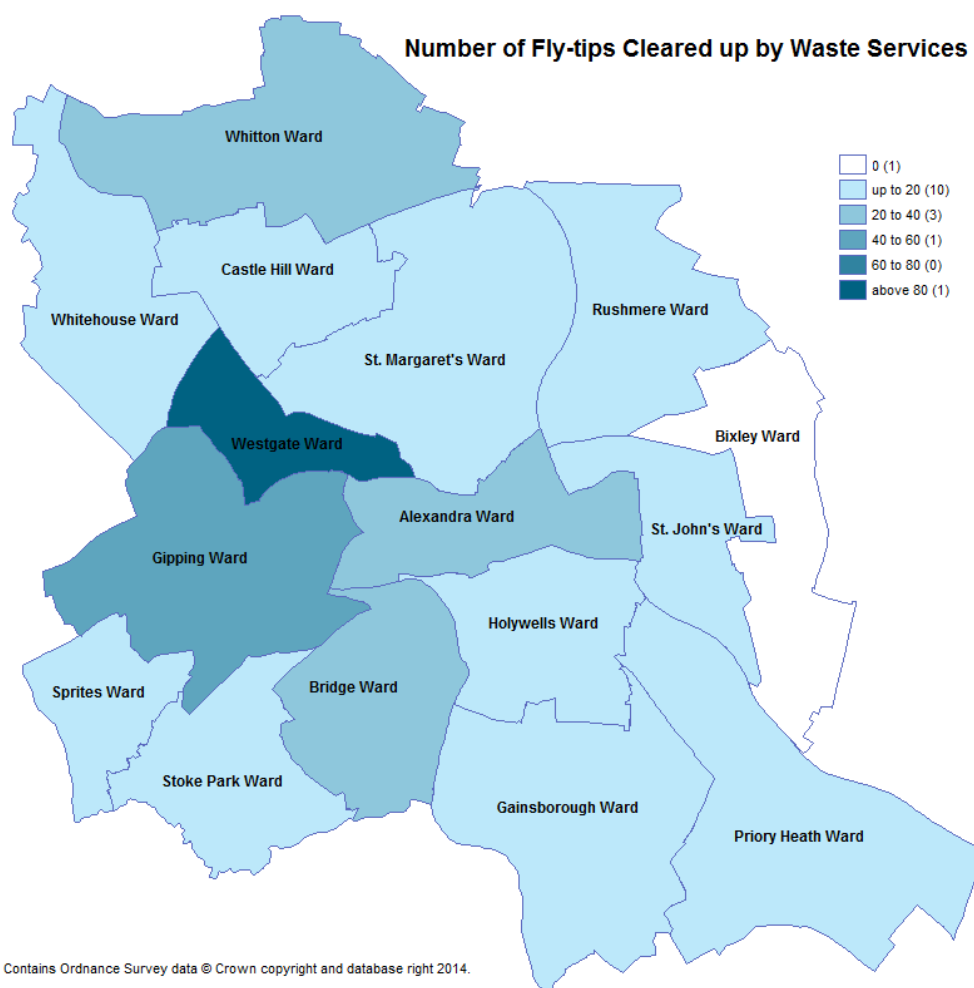 Number of Fly-tips Cleared up by Waste Services
Whitton Ward
0 (1)
up to 20 (10)
20 to 40 (3)
40 to 60 (1)
60 to 80 (0)
above 80 (1)
Castle Hill Ward
Whitehouse Ward
Rushmere Ward
St. Margaret's Ward
Westgate Ward
Bixley Ward
Alexandra Ward
St. John's Ward
Gipping Ward
Holywells Ward
Sprites Ward
Bridge Ward
Stoke Park Ward
Gainsborough Ward
Priory Heath Ward
Contains Ordnance Survey data © Crown copyright and database right 2014.